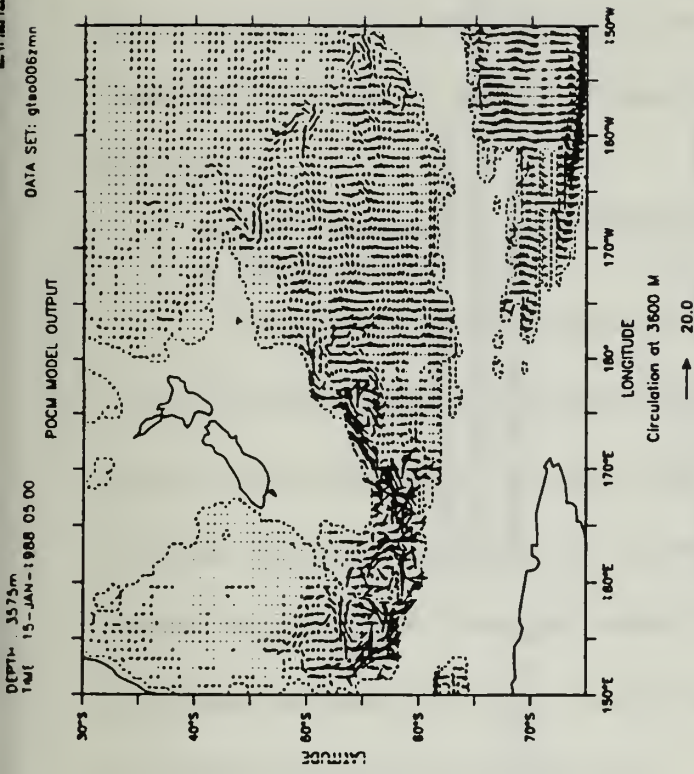 DEPTH 3575m
TIME 15-JAN-1988 05 00
DATA SET: gtao006zmn
POCM MODEL OUTPUT
30°S
40°S
50°S
60°S
70°S
LATITUDE
150°E
160°E
170°E
180°
170°W
160°W
150°W
LONGITUDE
Circulation at 3600 M
20.0